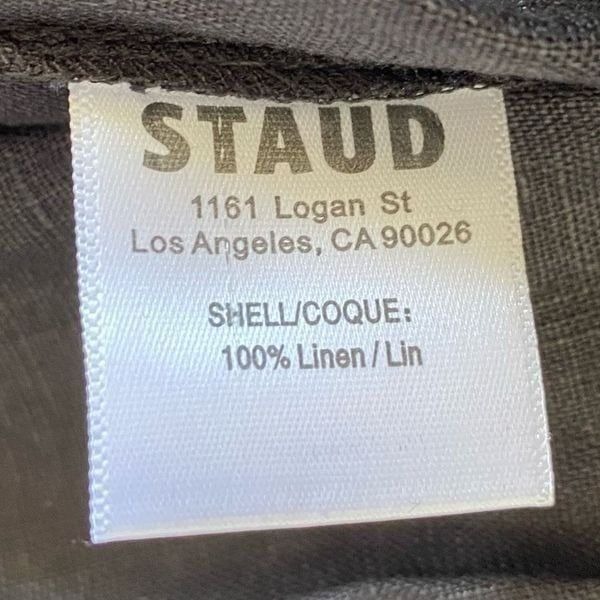 STAUD
1161 Logan St
Los Angeles, CA 90026
SHELL/COQUE:
100% Linen / Lin